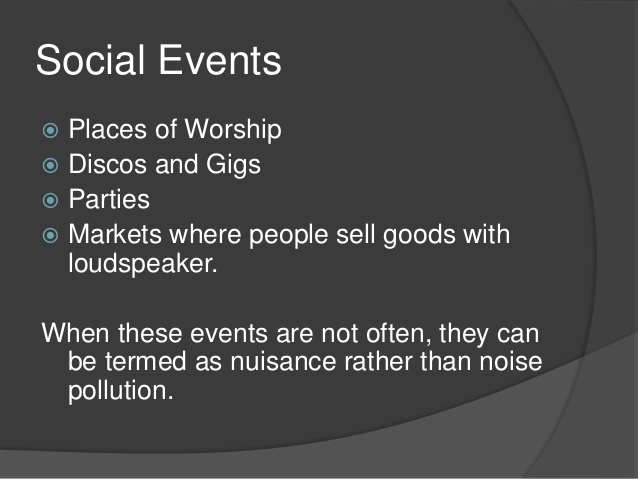 Social Events
Places of Worship
Discos and Gigs
Parties
Markets where people sell goods with
loudspeaker.
When these events are not often, they can
be termed as nuisance rather than noise
pollution.